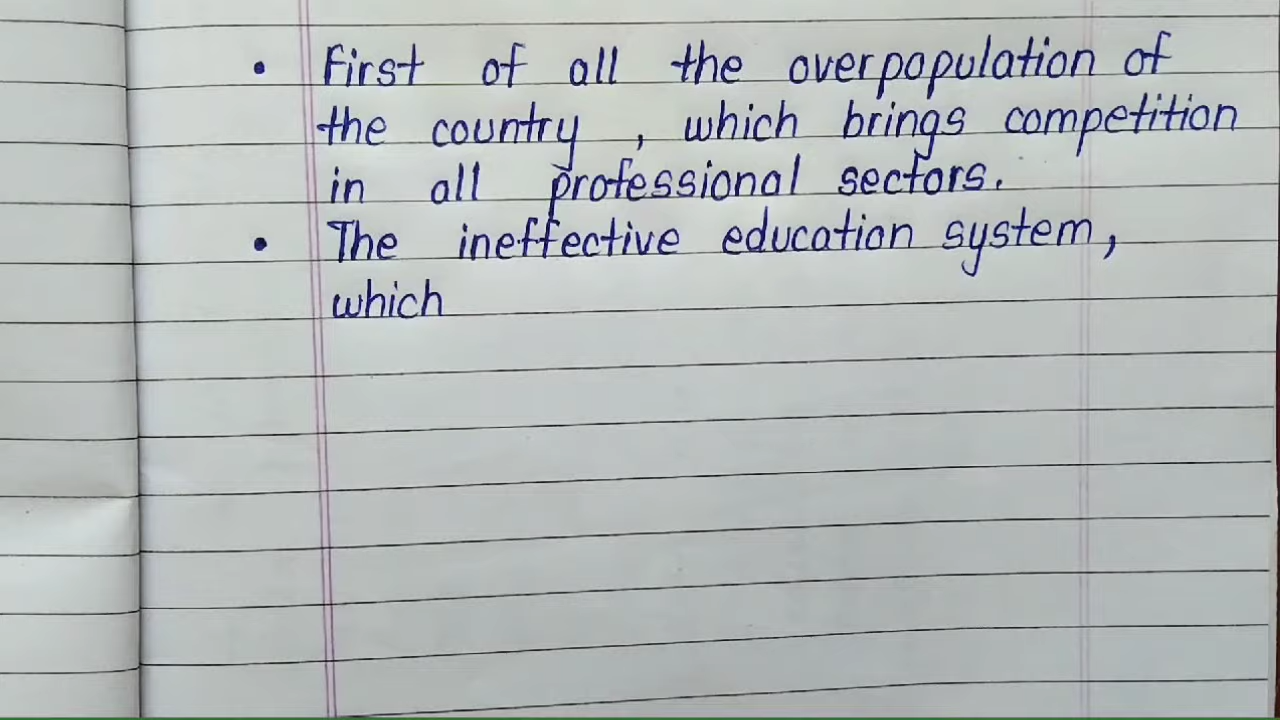 • First of all the overpopulation of
the country , which brings competition
in all professional sectors.
• The ineffective education system,
which